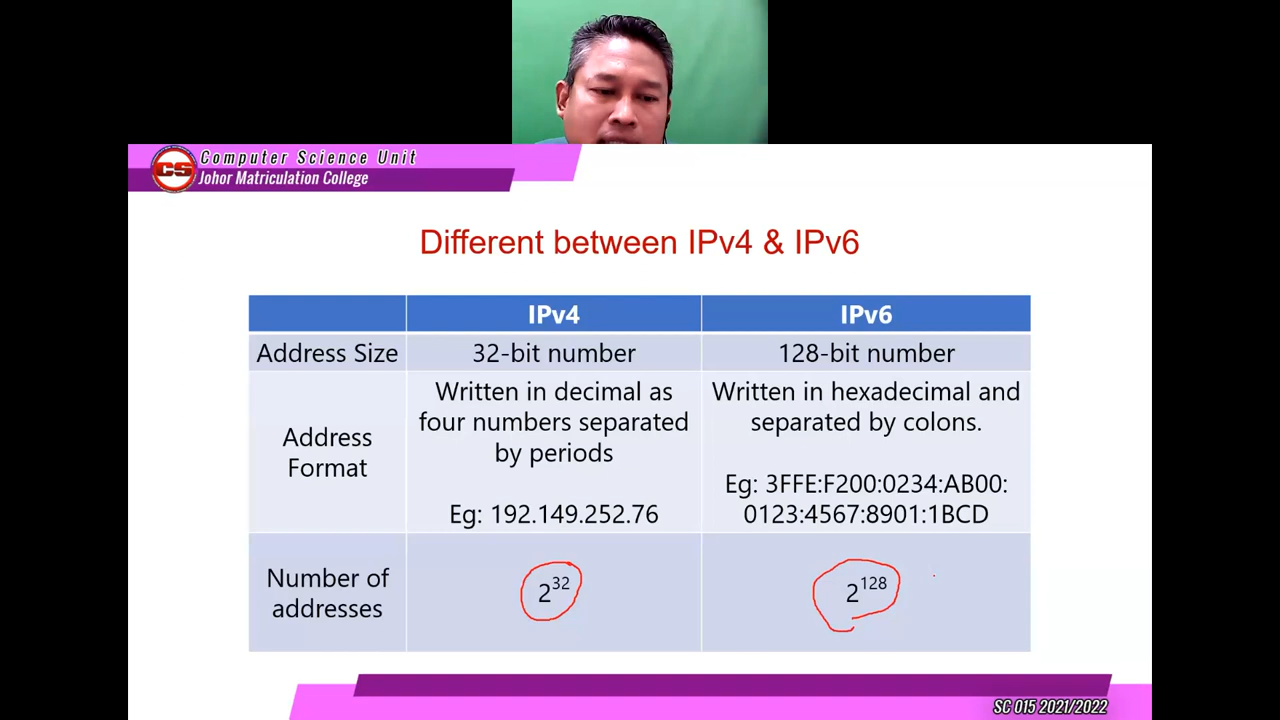 CS
Computer Science Unit
Johor Matriculation College
Different between IPv4 & IPv6
IPv4 IPv6
Address Size 32-bit number 128-bit number
Address
Format
Written in decimal as
four numbers separated
by periods
Eg: 192.149.252.76
Written in hexadecimal and
separated by colons.
Eg: 3FFE:F200:0234:AB00:
0123:4567:8901:1BCD
Number of
addresses
2³² 2¹²⁸
SC 015 2021/2022